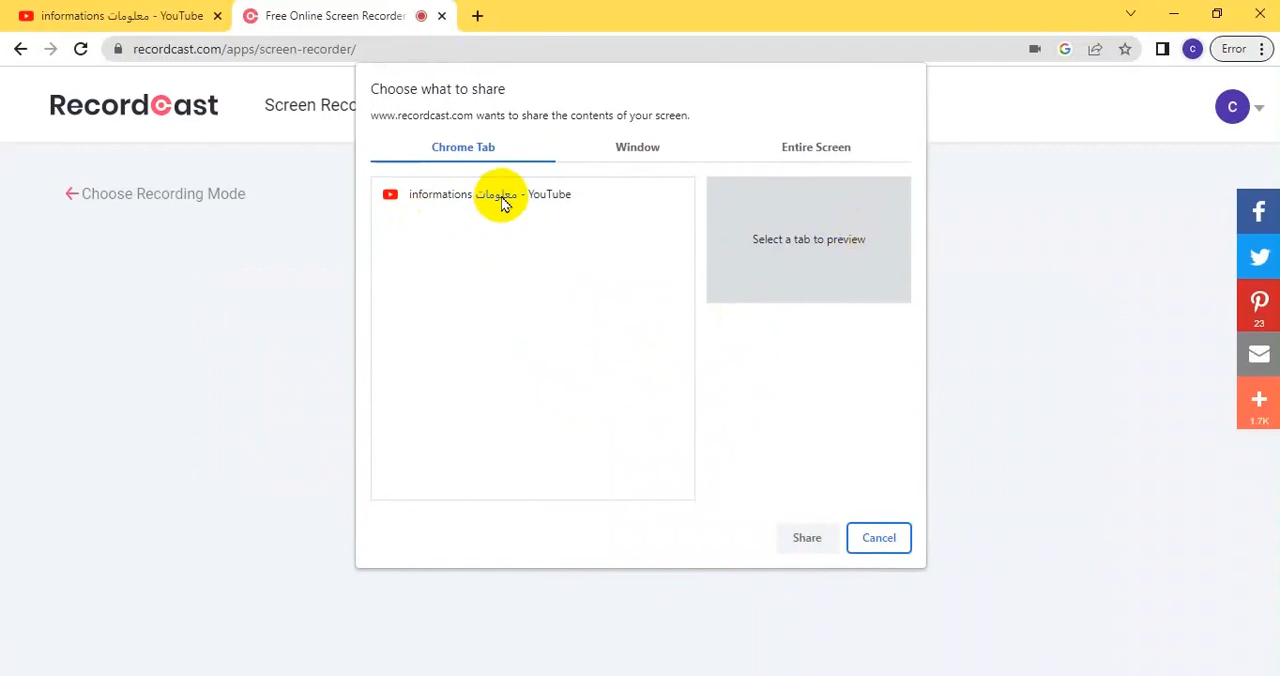 informations معلومات - YouTube
Free Online Screen Recorder
recordcast.com/apps/screen-recorder/
Error
RecordCast
Screen Reco
C
Choose what to share
www.recordcast.com wants to share the contents of your screen.
Chrome Tab
Window
Entire Screen
Choose Recording Mode
informations معلومات - YouTube
Select a tab to preview
23
1.7K
Share
Cancel